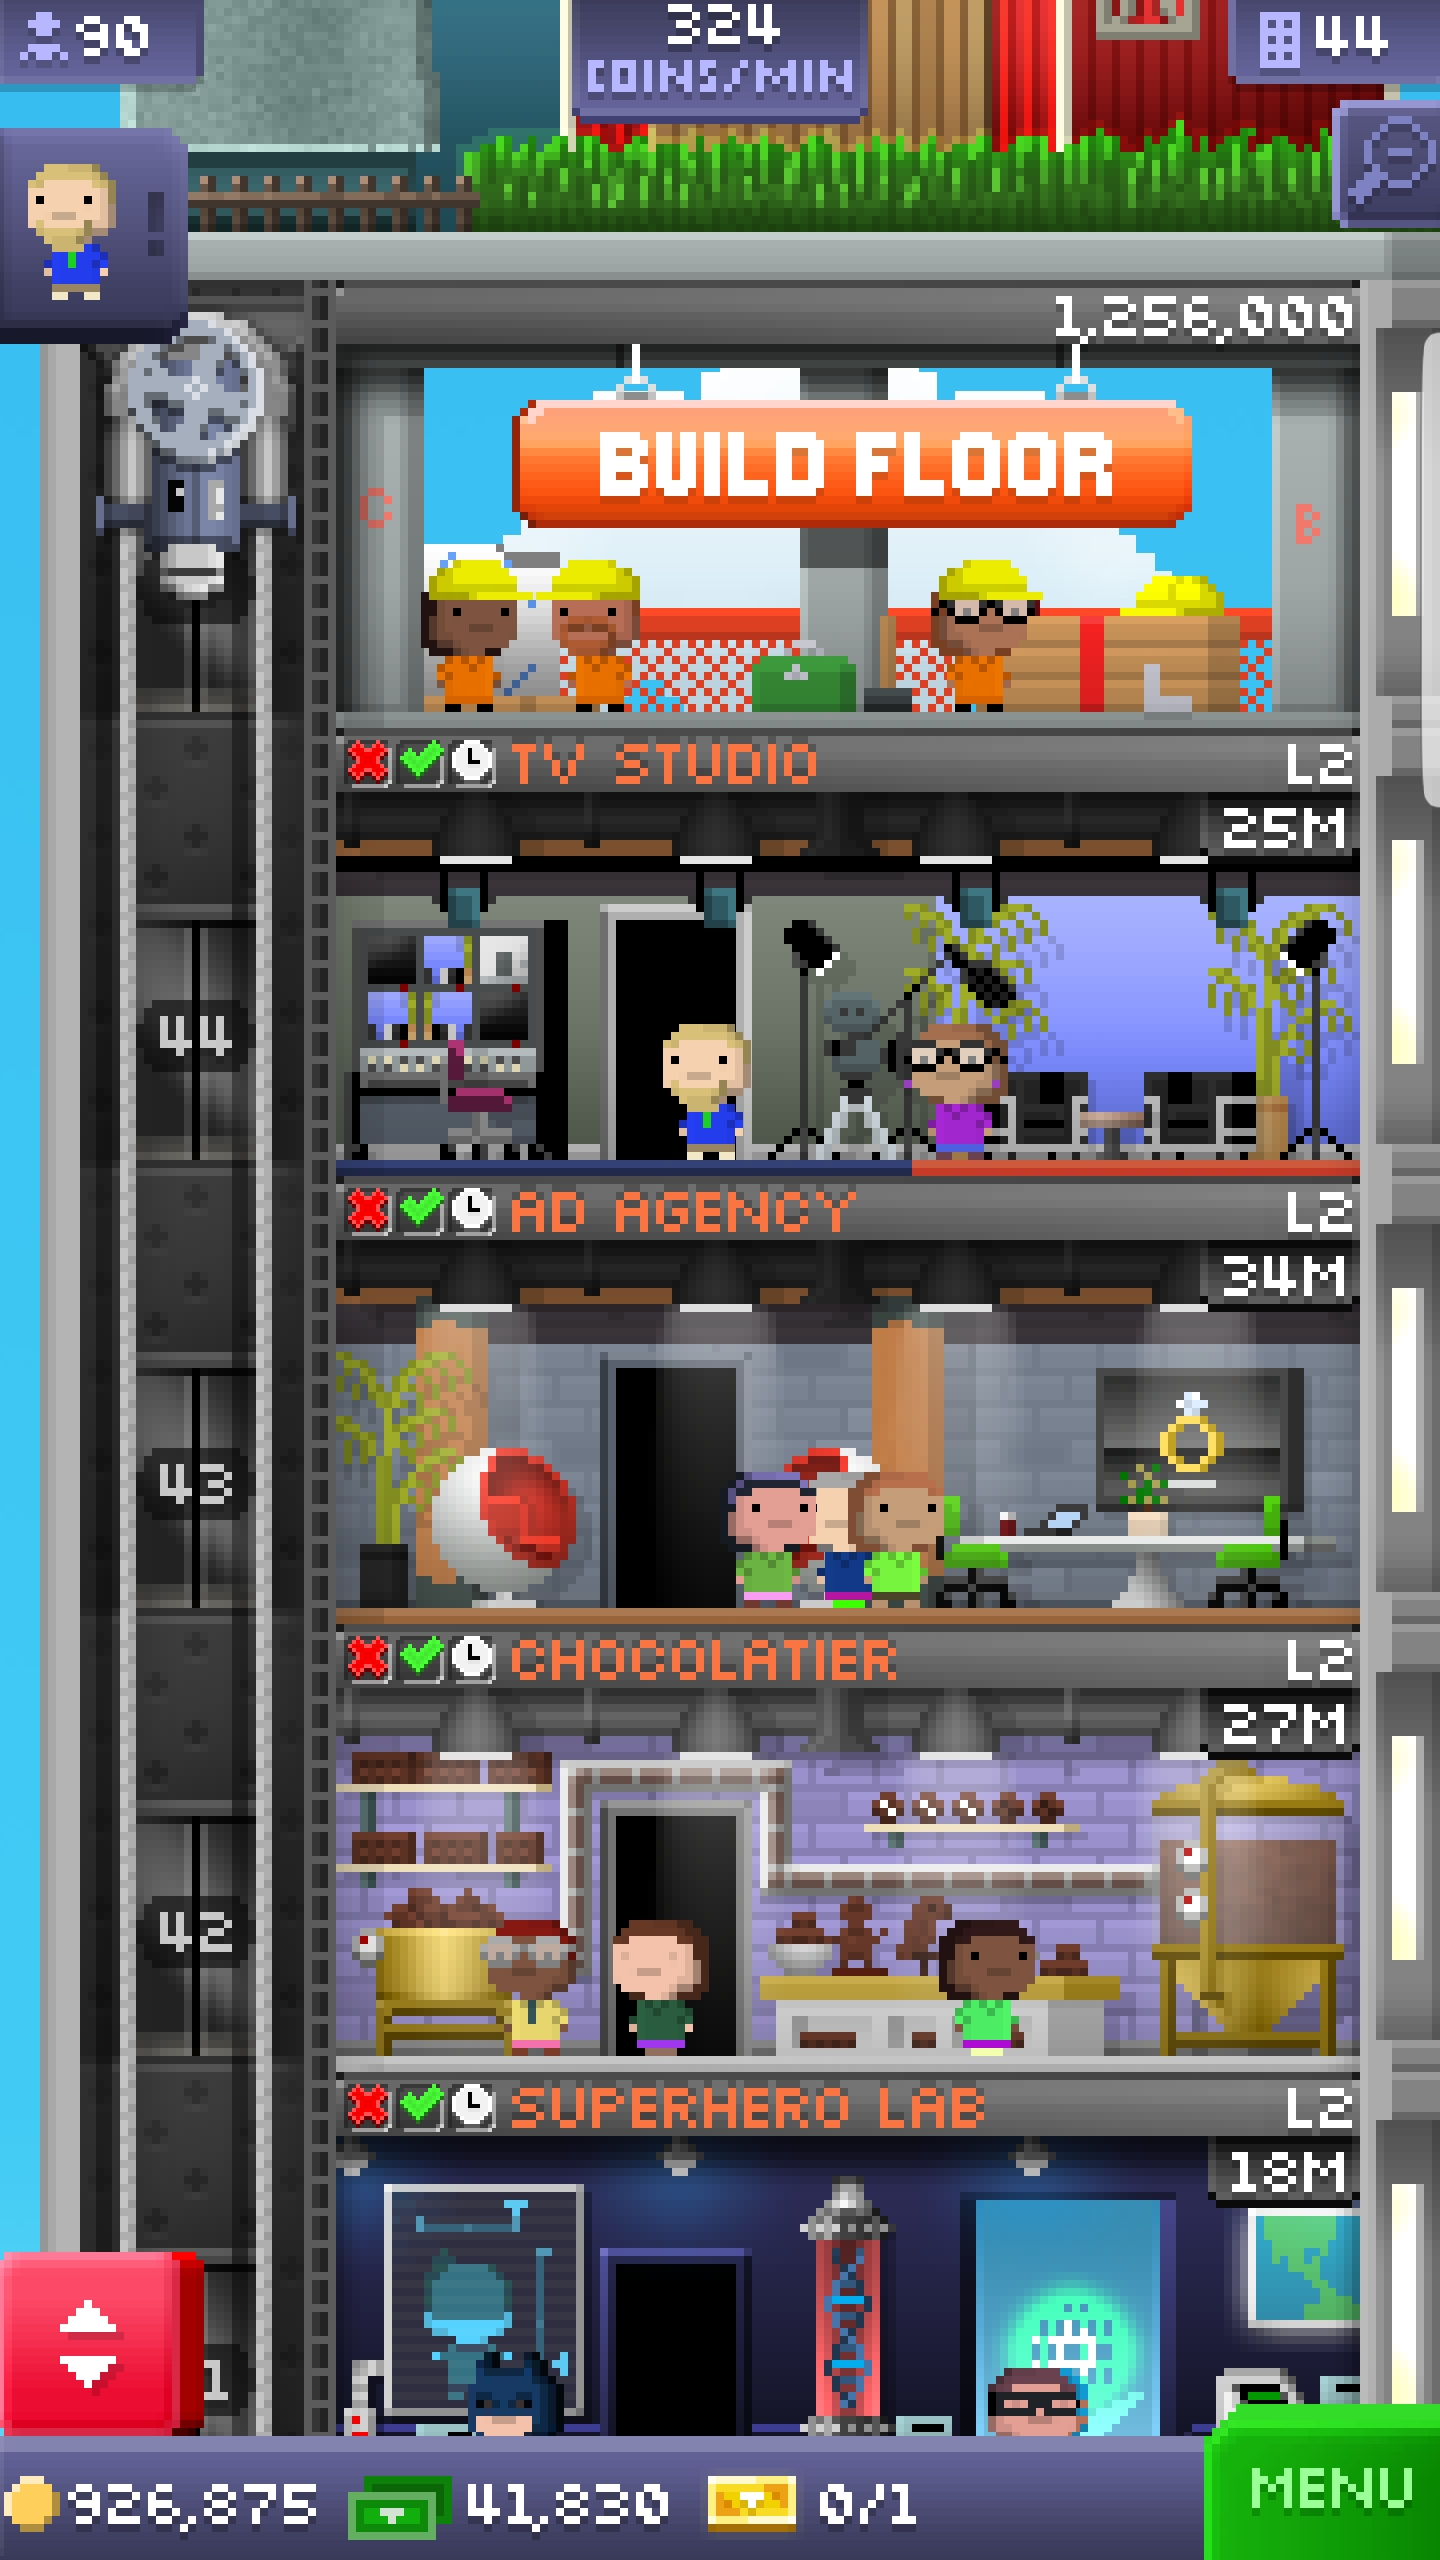 90
324
COINS/MIN
44
1,256,000
BUILD FLOOR
C
B
TV STUDIO
L2
25M
44
AD AGENCY
L2
34M
43
CHOCOLATIER
L2
27M
42
SUPERHERO LAB
L2
18M
1
926,875
41,830
0/1
MENU